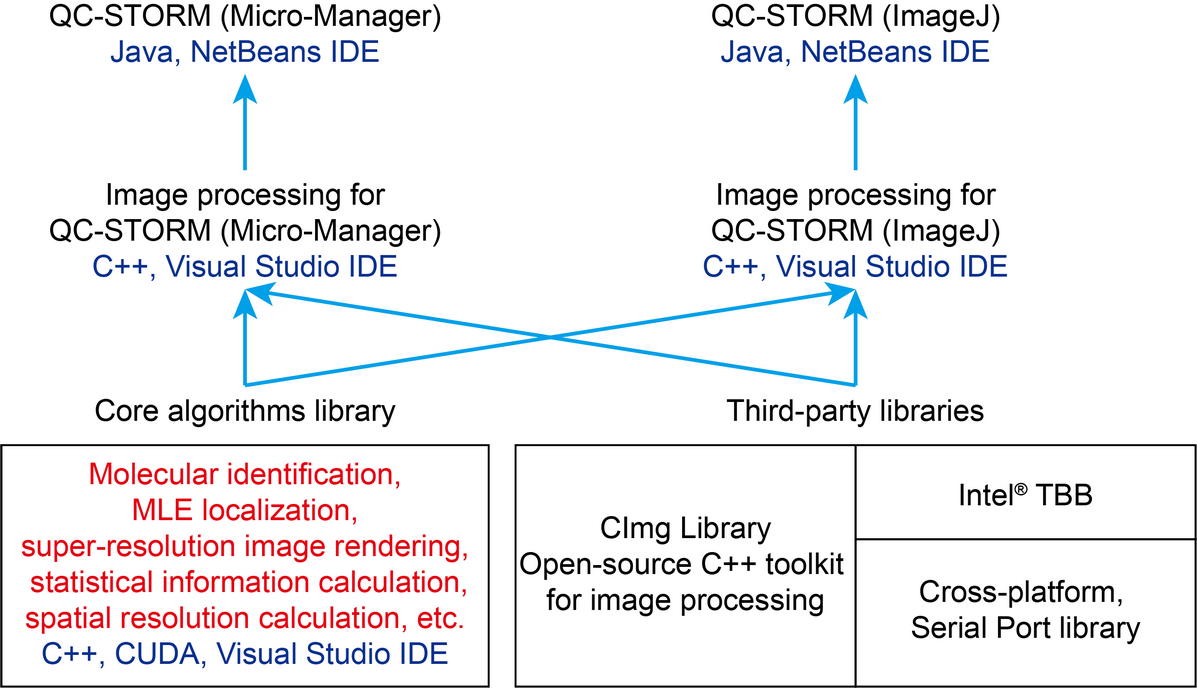 QC-STORM (Micro-Manager)
Java, NetBeans IDE
QC-STORM (ImageJ)
Java, NetBeans IDE
Image processing for
QC-STORM (Micro-Manager)
C++, Visual Studio IDE
Image processing for
QC-STORM (ImageJ)
C++, Visual Studio IDE
Core algorithms library
Third-party libraries
Molecular identification,
MLE localization,
super-resolution image rendering,
statistical information calculation,
spatial resolution calculation, etc.
C++, CUDA, Visual Studio IDE
CImg Library
Open-source C++ toolkit
for image processing
Intel® TBB
Cross-platform,
Serial Port library